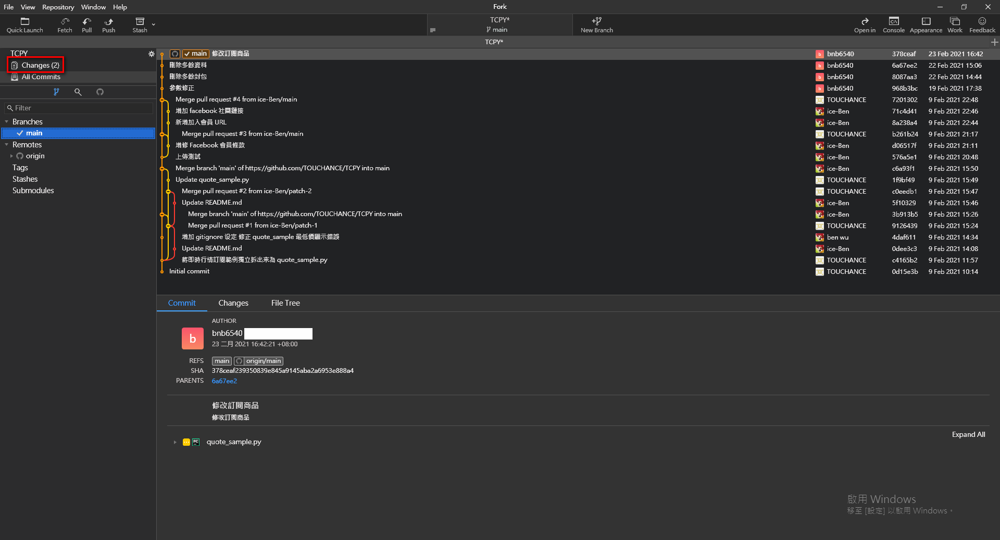 File View Repository Window Help
Fork
Quick Launch Fetch Pull Push Stash
TCPY*
main
New Branch
Open in Console Appearance Work Feedback
TCPY*
TCPY
Changes (2)
All Commits
Filter
Branches
main
Remotes
origin
Tags
Stashes
Submodules
main 修改訂閱商品 b bnb6540 378ceaf 23 Feb 2021 16:42
刪除多餘資料 b bnb6540 6a67ee2 22 Feb 2021 15:06
刪除多餘封包 b bnb6540 8087aa3 22 Feb 2021 14:44
參數修正 b bnb6540 968b3bc 19 Feb 2021 17:38
Merge pull request #4 from ice-Ben/main TOUCHANCE 7201302 9 Feb 2021 22:48
增加 facebook 社團鏈接 ice-Ben 71c4d41 9 Feb 2021 22:46
新增加入會員 URL ice-Ben 8a238a4 9 Feb 2021 22:44
Merge pull request #3 from ice-Ben/main TOUCHANCE b261b24 9 Feb 2021 21:17
增修 Facebook 會員條款 ice-Ben d06517f 9 Feb 2021 21:11
上傳測試 ice-Ben 576a5e1 9 Feb 2021 20:48
Merge branch 'main' of https://github.com/TOUCHANCE/TCPY into main ice-Ben c6a93f1 9 Feb 2021 15:50
Update quote_sample.py TOUCHANCE 1f9bf49 9 Feb 2021 15:49
Merge pull request #2 from ice-Ben/patch-2 TOUCHANCE c0eedb1 9 Feb 2021 15:47
Update README.md ice-Ben 5f10329 9 Feb 2021 15:46
Merge branch 'main' of https://github.com/TOUCHANCE/TCPY into main ice-Ben 3b913b5 9 Feb 2021 15:26
Merge pull request #1 from ice-Ben/patch-1 TOUCHANCE 9126439 9 Feb 2021 15:24
增加 gitignore 设定 修正 quote_sample 最低價顯示錯誤 ben wu 4daf611 9 Feb 2021 14:34
Update README.md ice-Ben 0dee3c3 9 Feb 2021 14:08
將即時行情訂閱範例獨立拆出來為 quote_sample.py TOUCHANCE c4165b2 9 Feb 2021 11:57
Initial commit TOUCHANCE 0d15e3b 9 Feb 2021 10:14
Commit Changes File Tree
AUTHOR
b
bnb6540
23 二月 2021 16:42:21 +08:00
REFS main origin/main
SHA 378ceaf239350839e845a9145aba2a6953e888a4
PARENTS 6a67ee2
修改訂閱商品
修改訂閱商品
Expand All
PC quote_sample.py
啟用 Windows
移至 [設定] 以啟用 Windows。